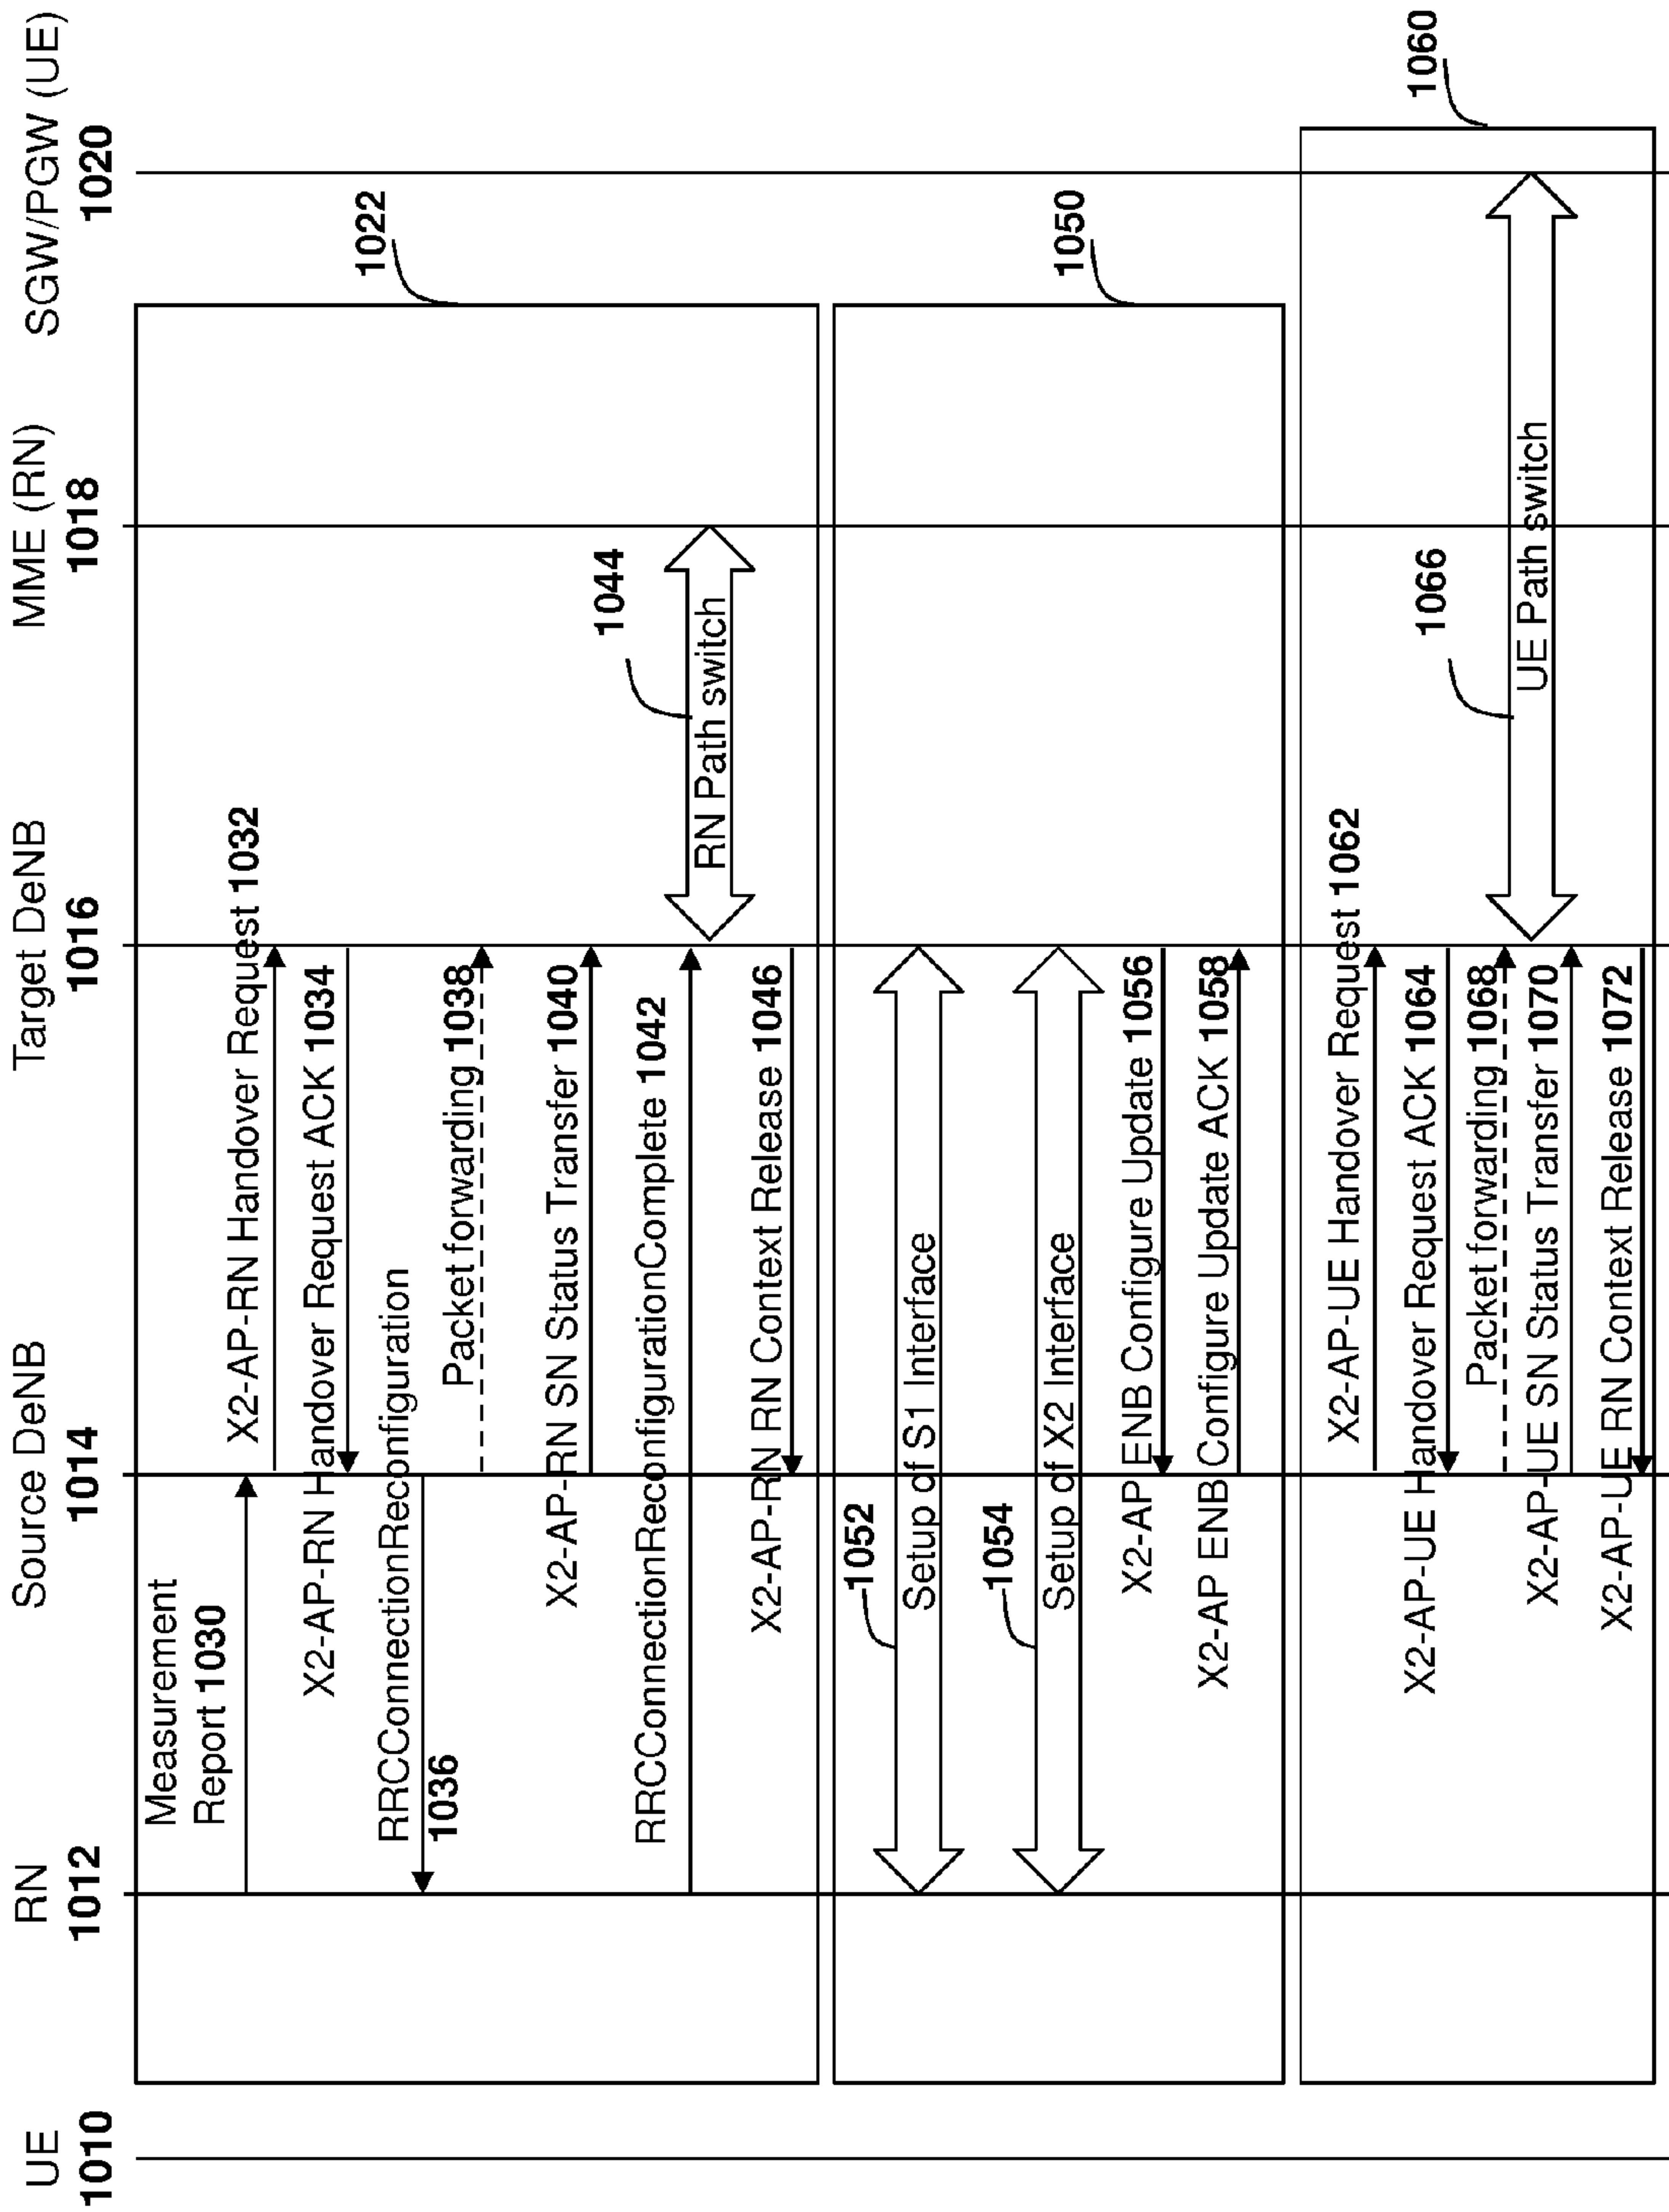 UE
1010
RN
1012
Source DeNB
1014
Target DeNB
1016
MME (RN)
1018
SGW/PGW (UE)
1020
1022
Measurement
Report 1030
X2-AP-RN Handover Request 1032
X2-AP-RN Handover Request ACK 1034
RRCConnectionReconfiguration
1036
Packet forwarding 1038
X2-AP-RN SN Status Transfer 1040
RRCConnectionReconfigurationComplete 1042
1044
RN Path switch
X2-AP-RN RN Context Release 1046
1050
1052
Setup of S1 Interface
1054
Setup of X2 Interface
X2-AP ENB Configure Update 1056
X2-AP ENB Configure Update ACK 1058
1060
X2-AP-UE Handover Request 1062
X2-AP-UE Handover Request ACK 1064
1066
Packet forwarding 1068
UE Path switch
X2-AP-UE SN Status Transfer 1070
X2-AP-UE RN Context Release 1072